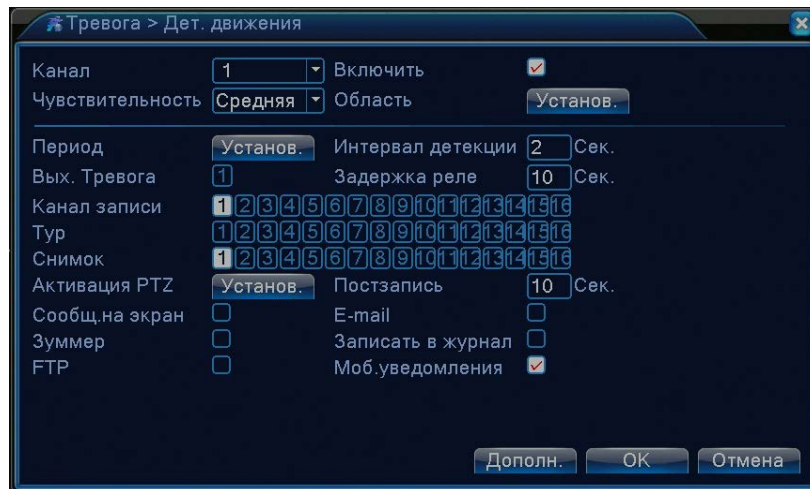 Тревога > Дет. движения
Канал 1 Включить
Чувствительность Средняя Область Установ.
Период Установ. Интервал детекции 2 Сек.
Вых. Тревога 1 Задержка реле 10 Сек.
Канал записи 1 2 3 4 5 6 7 8 9 10 11 12 13 14 15 16
Тур 1 2 3 4 5 6 7 8 9 10 11 12 13 14 15 16
Снимок 1 2 3 4 5 6 7 8 9 10 11 12 13 14 15 16
Активация PTZ Установ. Постзапись 10 Сек.
Сообщ.на экран E-mail
Зуммер Записать в журнал
FTP Моб.уведомления
Дополн. OK Отмена